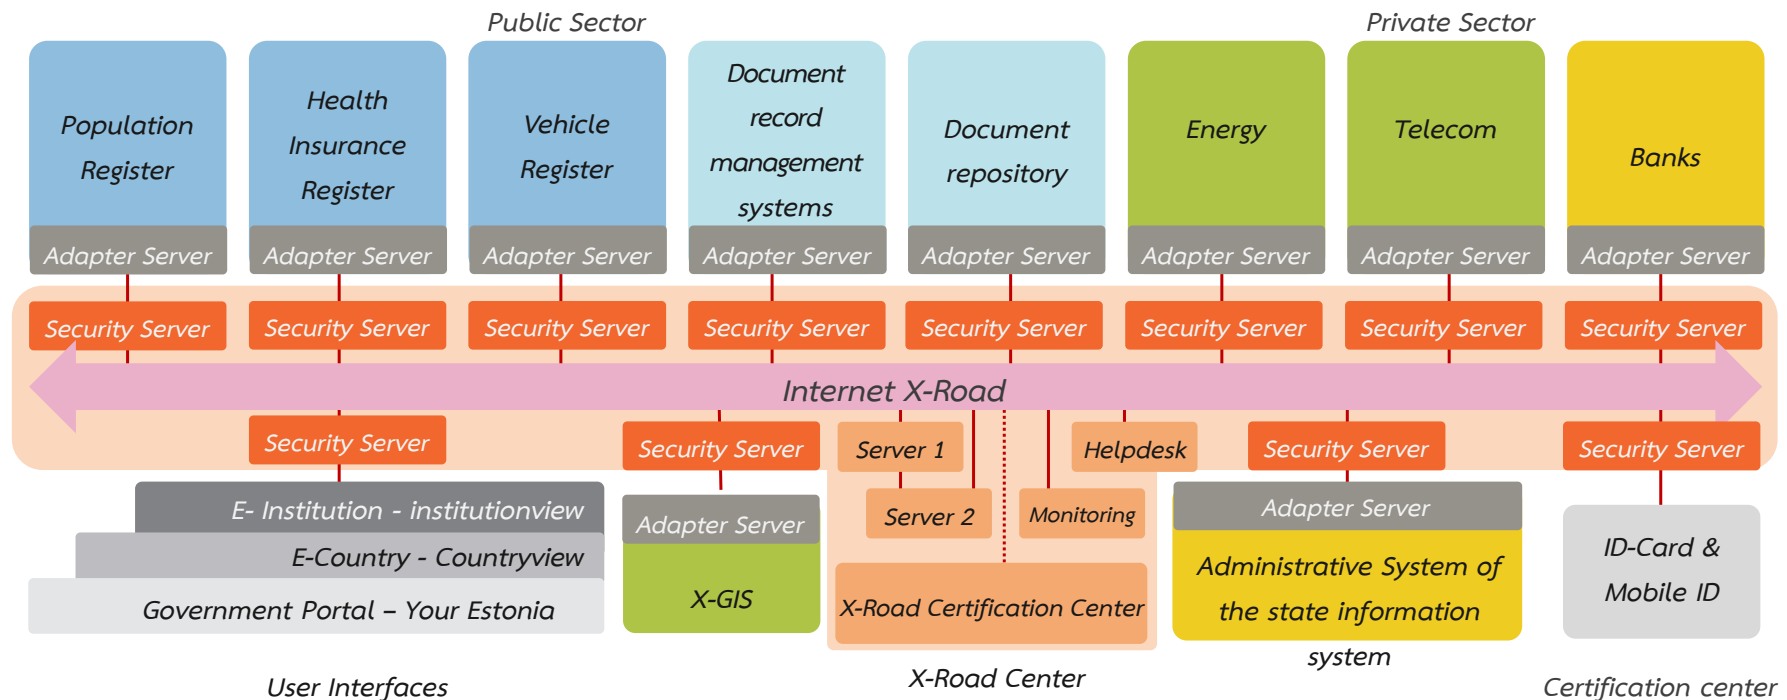 Public Sector
Private Sector
Population
Register
Health
Insurance
Register
Vehicle
Register
Document
record
management
systems
Document
repository
Energy
Telecom
Banks
Adapter Server
Adapter Server
Adapter Server
Adapter Server
Adapter Server
Adapter Server
Adapter Server
Adapter Server
Security Server
Security Server
Security Server
Security Server
Security Server
Security Server
Security Server
Security Server
Internet X-Road
Security Server
Security Server
Server 1
Helpdesk
Security Server
Security Server
E- Institution - institutionview
E-Country - Countryview
Government Portal – Your Estonia
Adapter Server
X-GIS
Server 2
Monitoring
X-Road Certification Center
Adapter Server
Administrative System of
the state information
system
ID-Card &
Mobile ID
User Interfaces
X-Road Center
Certification center